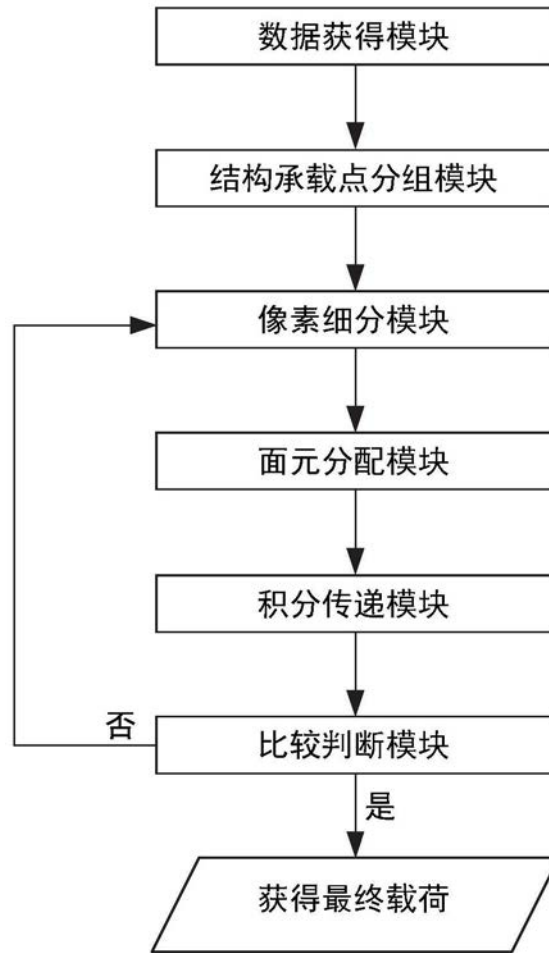 数据获得模块
结构承载点分组模块
像素细分模块
面元分配模块
积分传递模块
否
比较判断模块
是
获得最终载荷